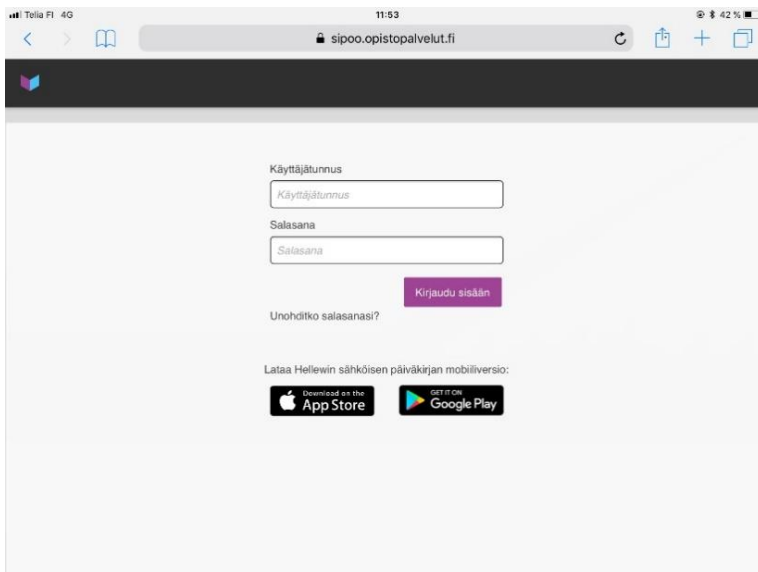 Telia FI 4G 11:53 42 %
sipoo.opistopalvelut.fi
Käyttäjätunnus
Käyttäjätunnus
Salasana
Salasana
Kirjaudu sisään
Unohditko salasanasi?
Lataa Hellewin sähköisen päiväkirjan mobiiliversio:
Download on the
App Store
GET IT ON
Google Play